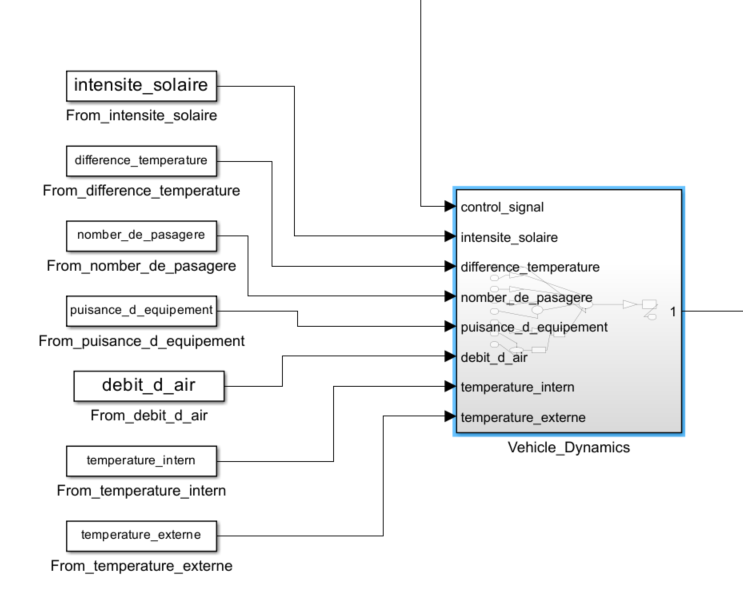 intensite_solaire
From_intensite_solaire
difference_temperature
From_difference_temperature
nomber_de_pasagere
From_nomber_de_pasagere
puisance_d_equipement
From_puisance_d_equipement
debit_d_air
From_debit_d_air
temperature_intern
From_temperature_intern
temperature_externe
From_temperature_externe
control_signal
intensite_solaire
difference_temperature
nomber_de_pasagere
puisance_d_equipement
debit_d_air
temperature_intern
temperature_externe
1
Vehicle_Dynamics